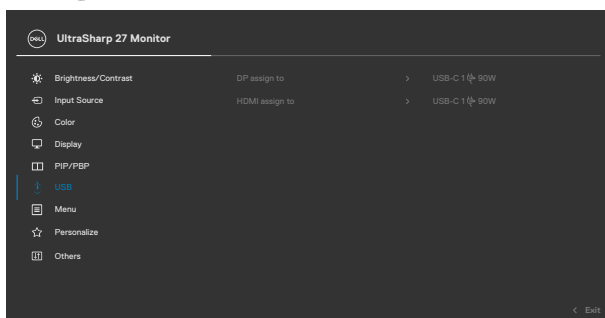 DELL UltraSharp 27 Monitor
Brightness/Contrast DP assign to > USB-C 1 90W
Input Source HDMI assign to > USB-C 1 90W
Color
Display
PIP/PBP
USB
Menu
Personalize
Others
< Exit